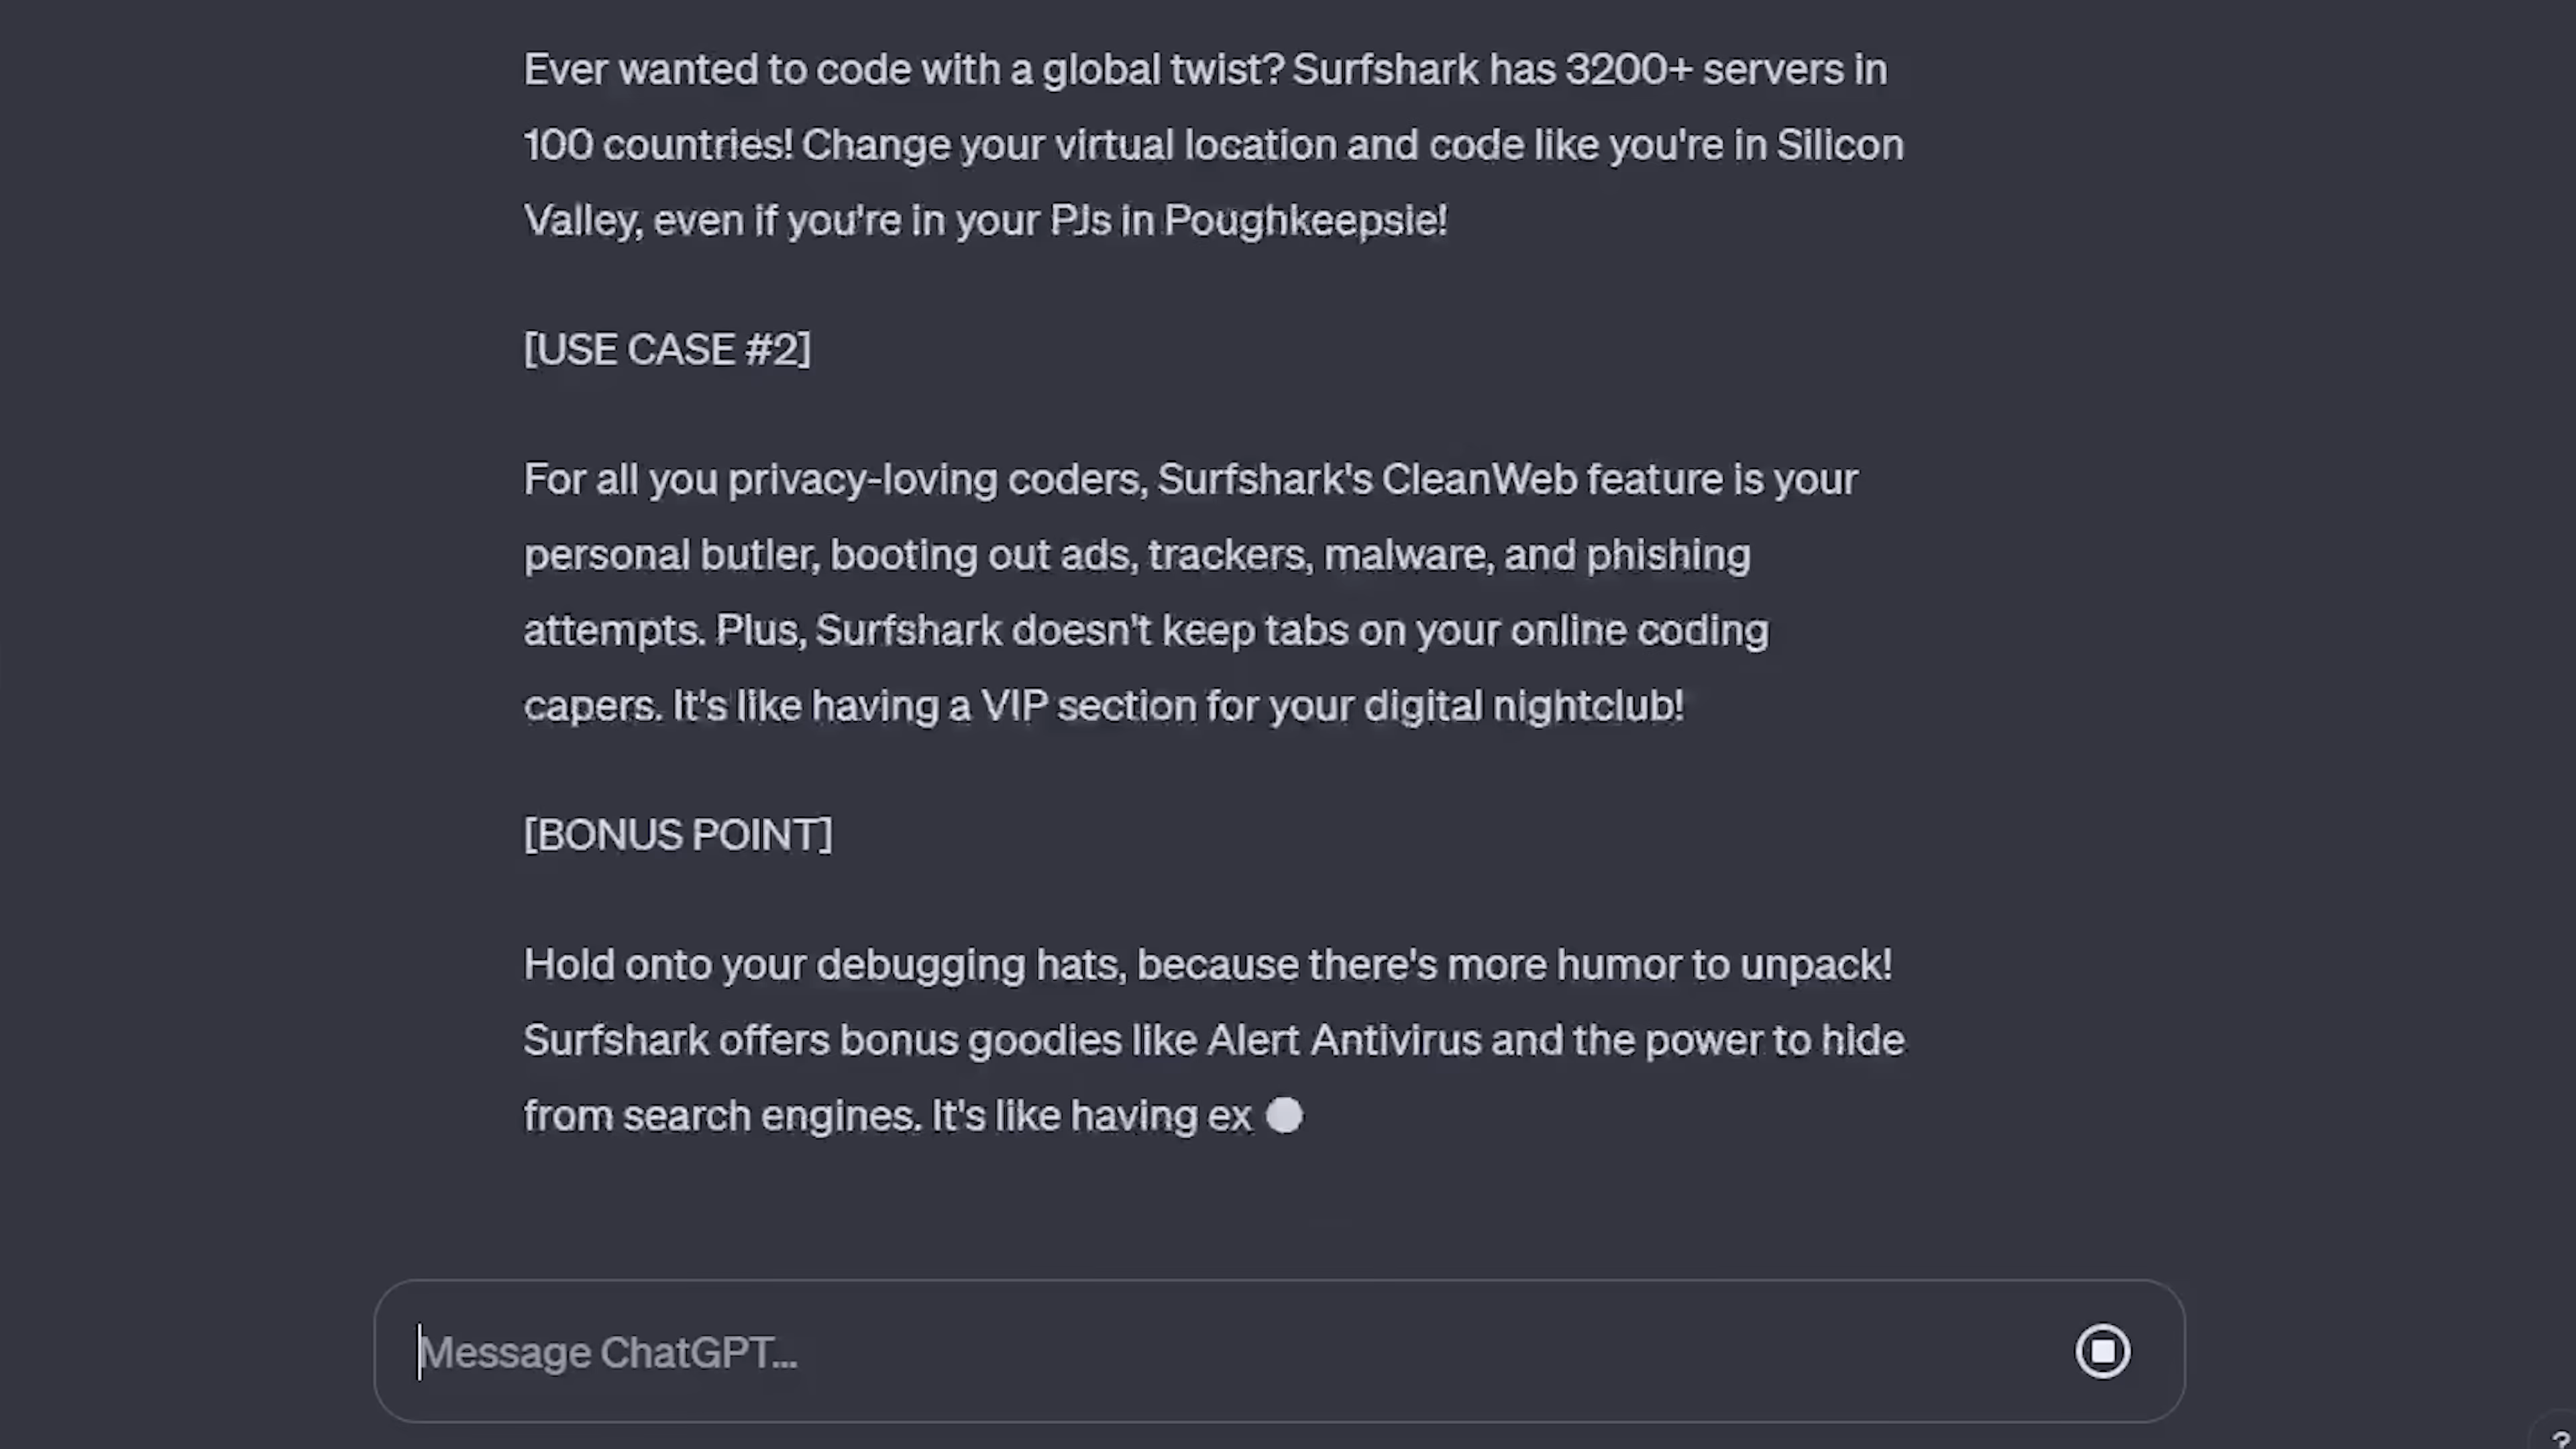 Ever wanted to code with a global twist? Surfshark has 3200+ servers in
100 countries! Change your virtual location and code like you're in Silicon
Valley, even if you're in your PJs in Poughkeepsie!
[USE CASE #2]
For all you privacy-loving coders, Surfshark's CleanWeb feature is your
personal butler, booting out ads, trackers, malware, and phishing
attempts. Plus, Surfshark doesn't keep tabs on your online coding
capers. It's like having a VIP section for your digital nightclub!
[BONUS POINT]
Hold onto your debugging hats, because there's more humor to unpack!
Surfshark offers bonus goodies like Alert Antivirus and the power to hide
from search engines. It's like having ex
Message ChatGPT...
?